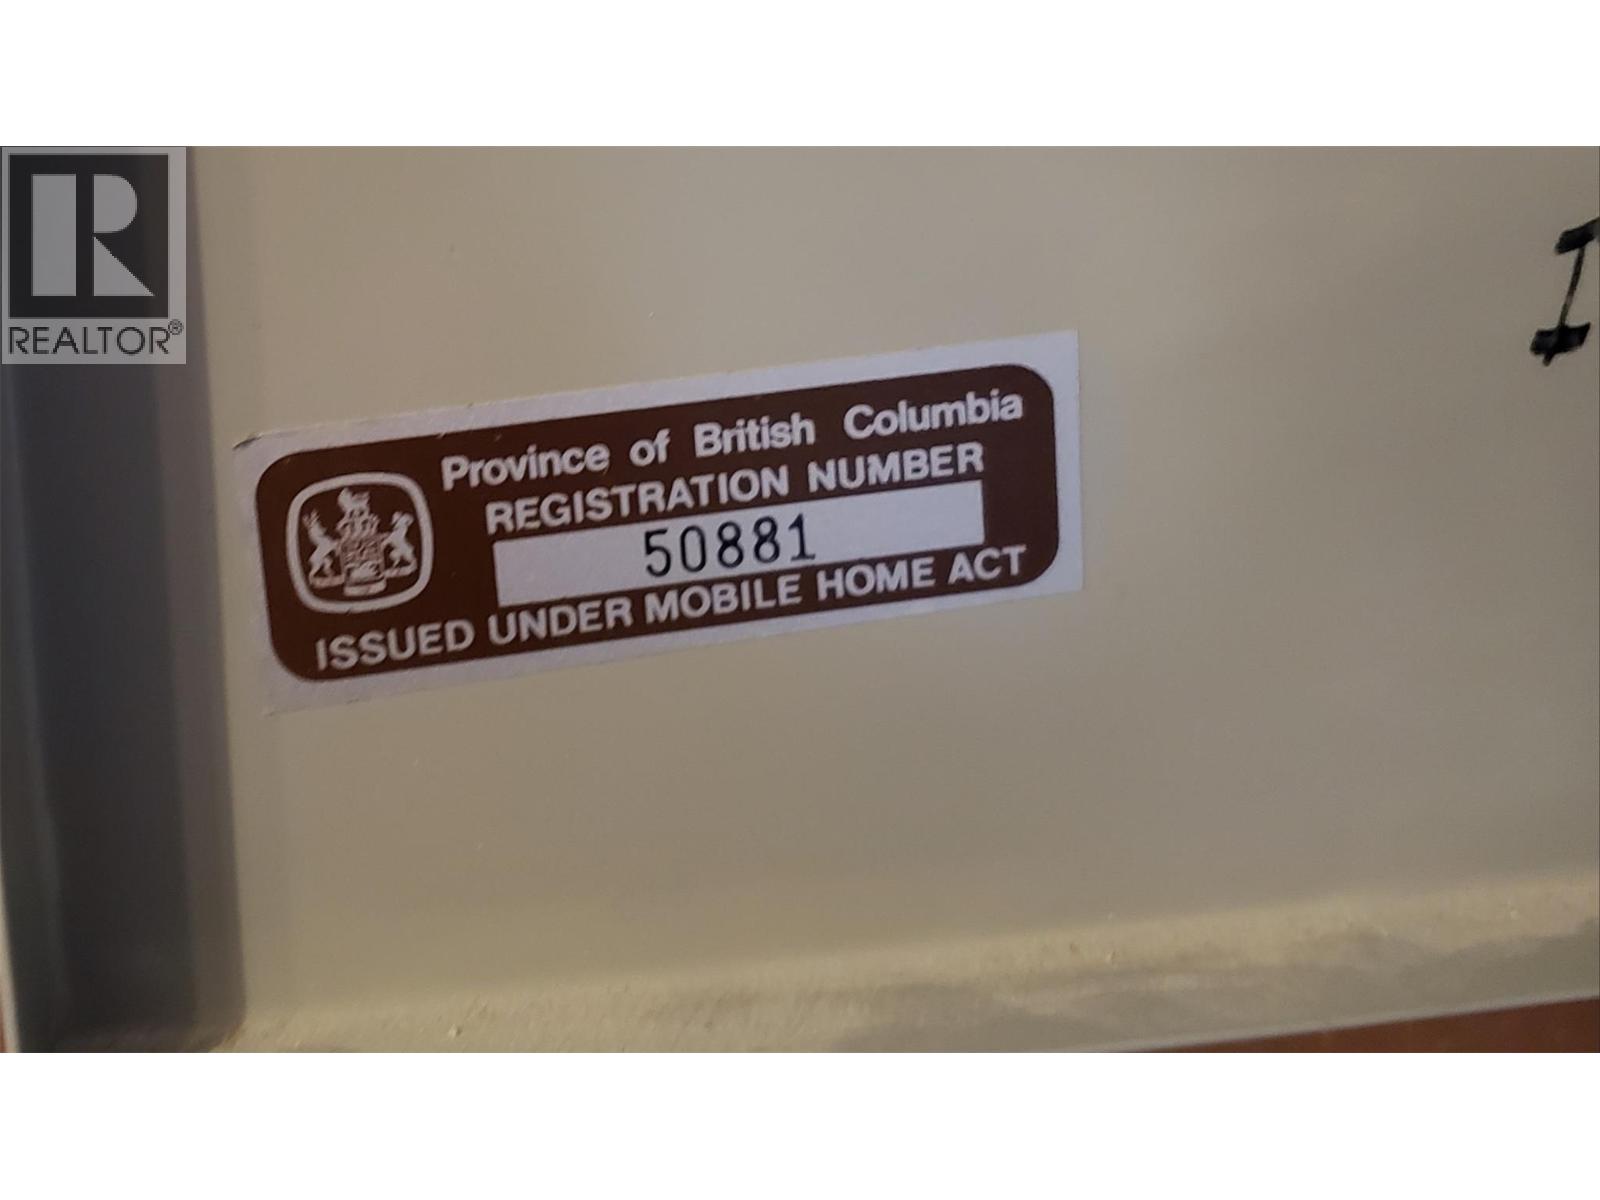 REALTOR®
Province of British Columbia
REGISTRATION NUMBER
50881
ISSUED UNDER MOBILE HOME ACT
I